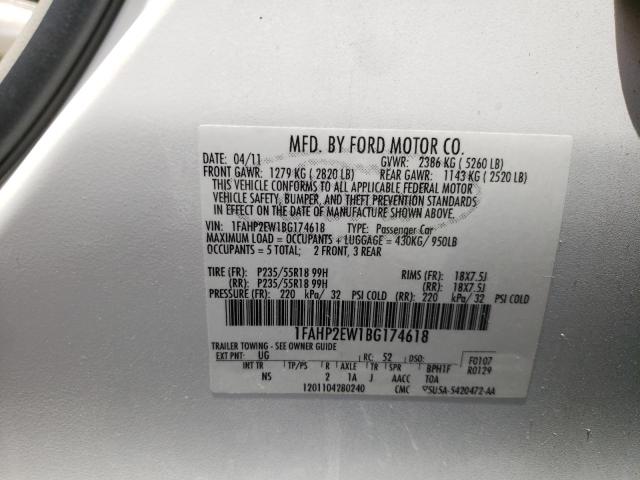 MFD. BY FORD MOTOR CO.
DATE: 04/11 GVWR: 2386 KG ( 5260 LB)
FRONT GAWR: 1279 KG ( 2820 LB) REAR GAWR: 1143 KG ( 2520 LB)
THIS VEHICLE CONFORMS TO ALL APPLICABLE FEDERAL MOTOR
VEHICLE SAFETY, BUMPER, AND THEFT PREVENTION STANDARDS
IN EFFECT ON THE DATE OF MANUFACTURE SHOWN ABOVE.
VIN: 1FAHP2EW1BG174618 TYPE: Passenger Car
MAXIMUM LOAD = OCCUPANTS + LUGGAGE = 430KG/ 950LB
OCCUPANTS = 5 TOTAL; 2 FRONT, 3 REAR
TIRE (FR): P235/55R18 99H RIMS (FR): 18X7.5J
(RR): P235/55R18 99H (RR): 18X7.5J
PRESSURE (FR): 220 kPa/ 32 PSI COLD (RR): 220 kPa/ 32 PSI COLD
1FAHP2EW1BG174618
TRAILER TOWING - SEE OWNER GUIDE
EXT PNT: UG RC: 52 DSO: F0107
INT TR TP/PS R AXLE TR SPR BPH1F R0129
NS 2 1A J AACC TOA
1201104280240 CMC SU5A-5420472-AA